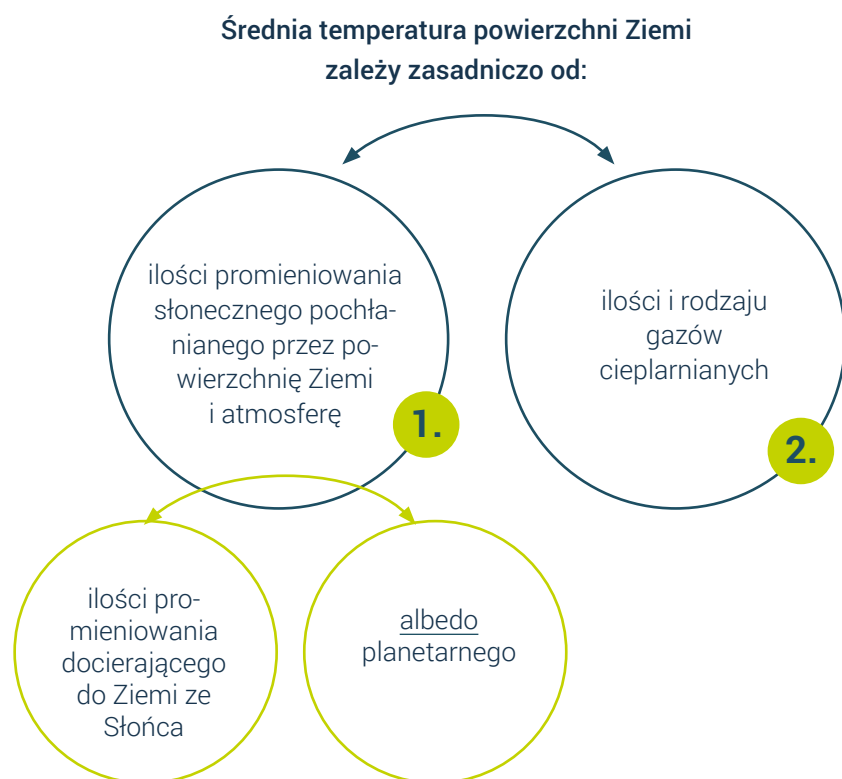 Średnia temperatura powierzchni Ziemi
zależy zasadniczo od:
ilości promieniowania
słonecznego pochła-
nianego przez po-
wierzchnię Ziemi
i atmosferę
1.
ilości i rodzaju
gazów
cieplarnianych
2.
ilości pro-
mieniowania
docierającego
do Ziemi ze
Słońca
albedo
planetarnego